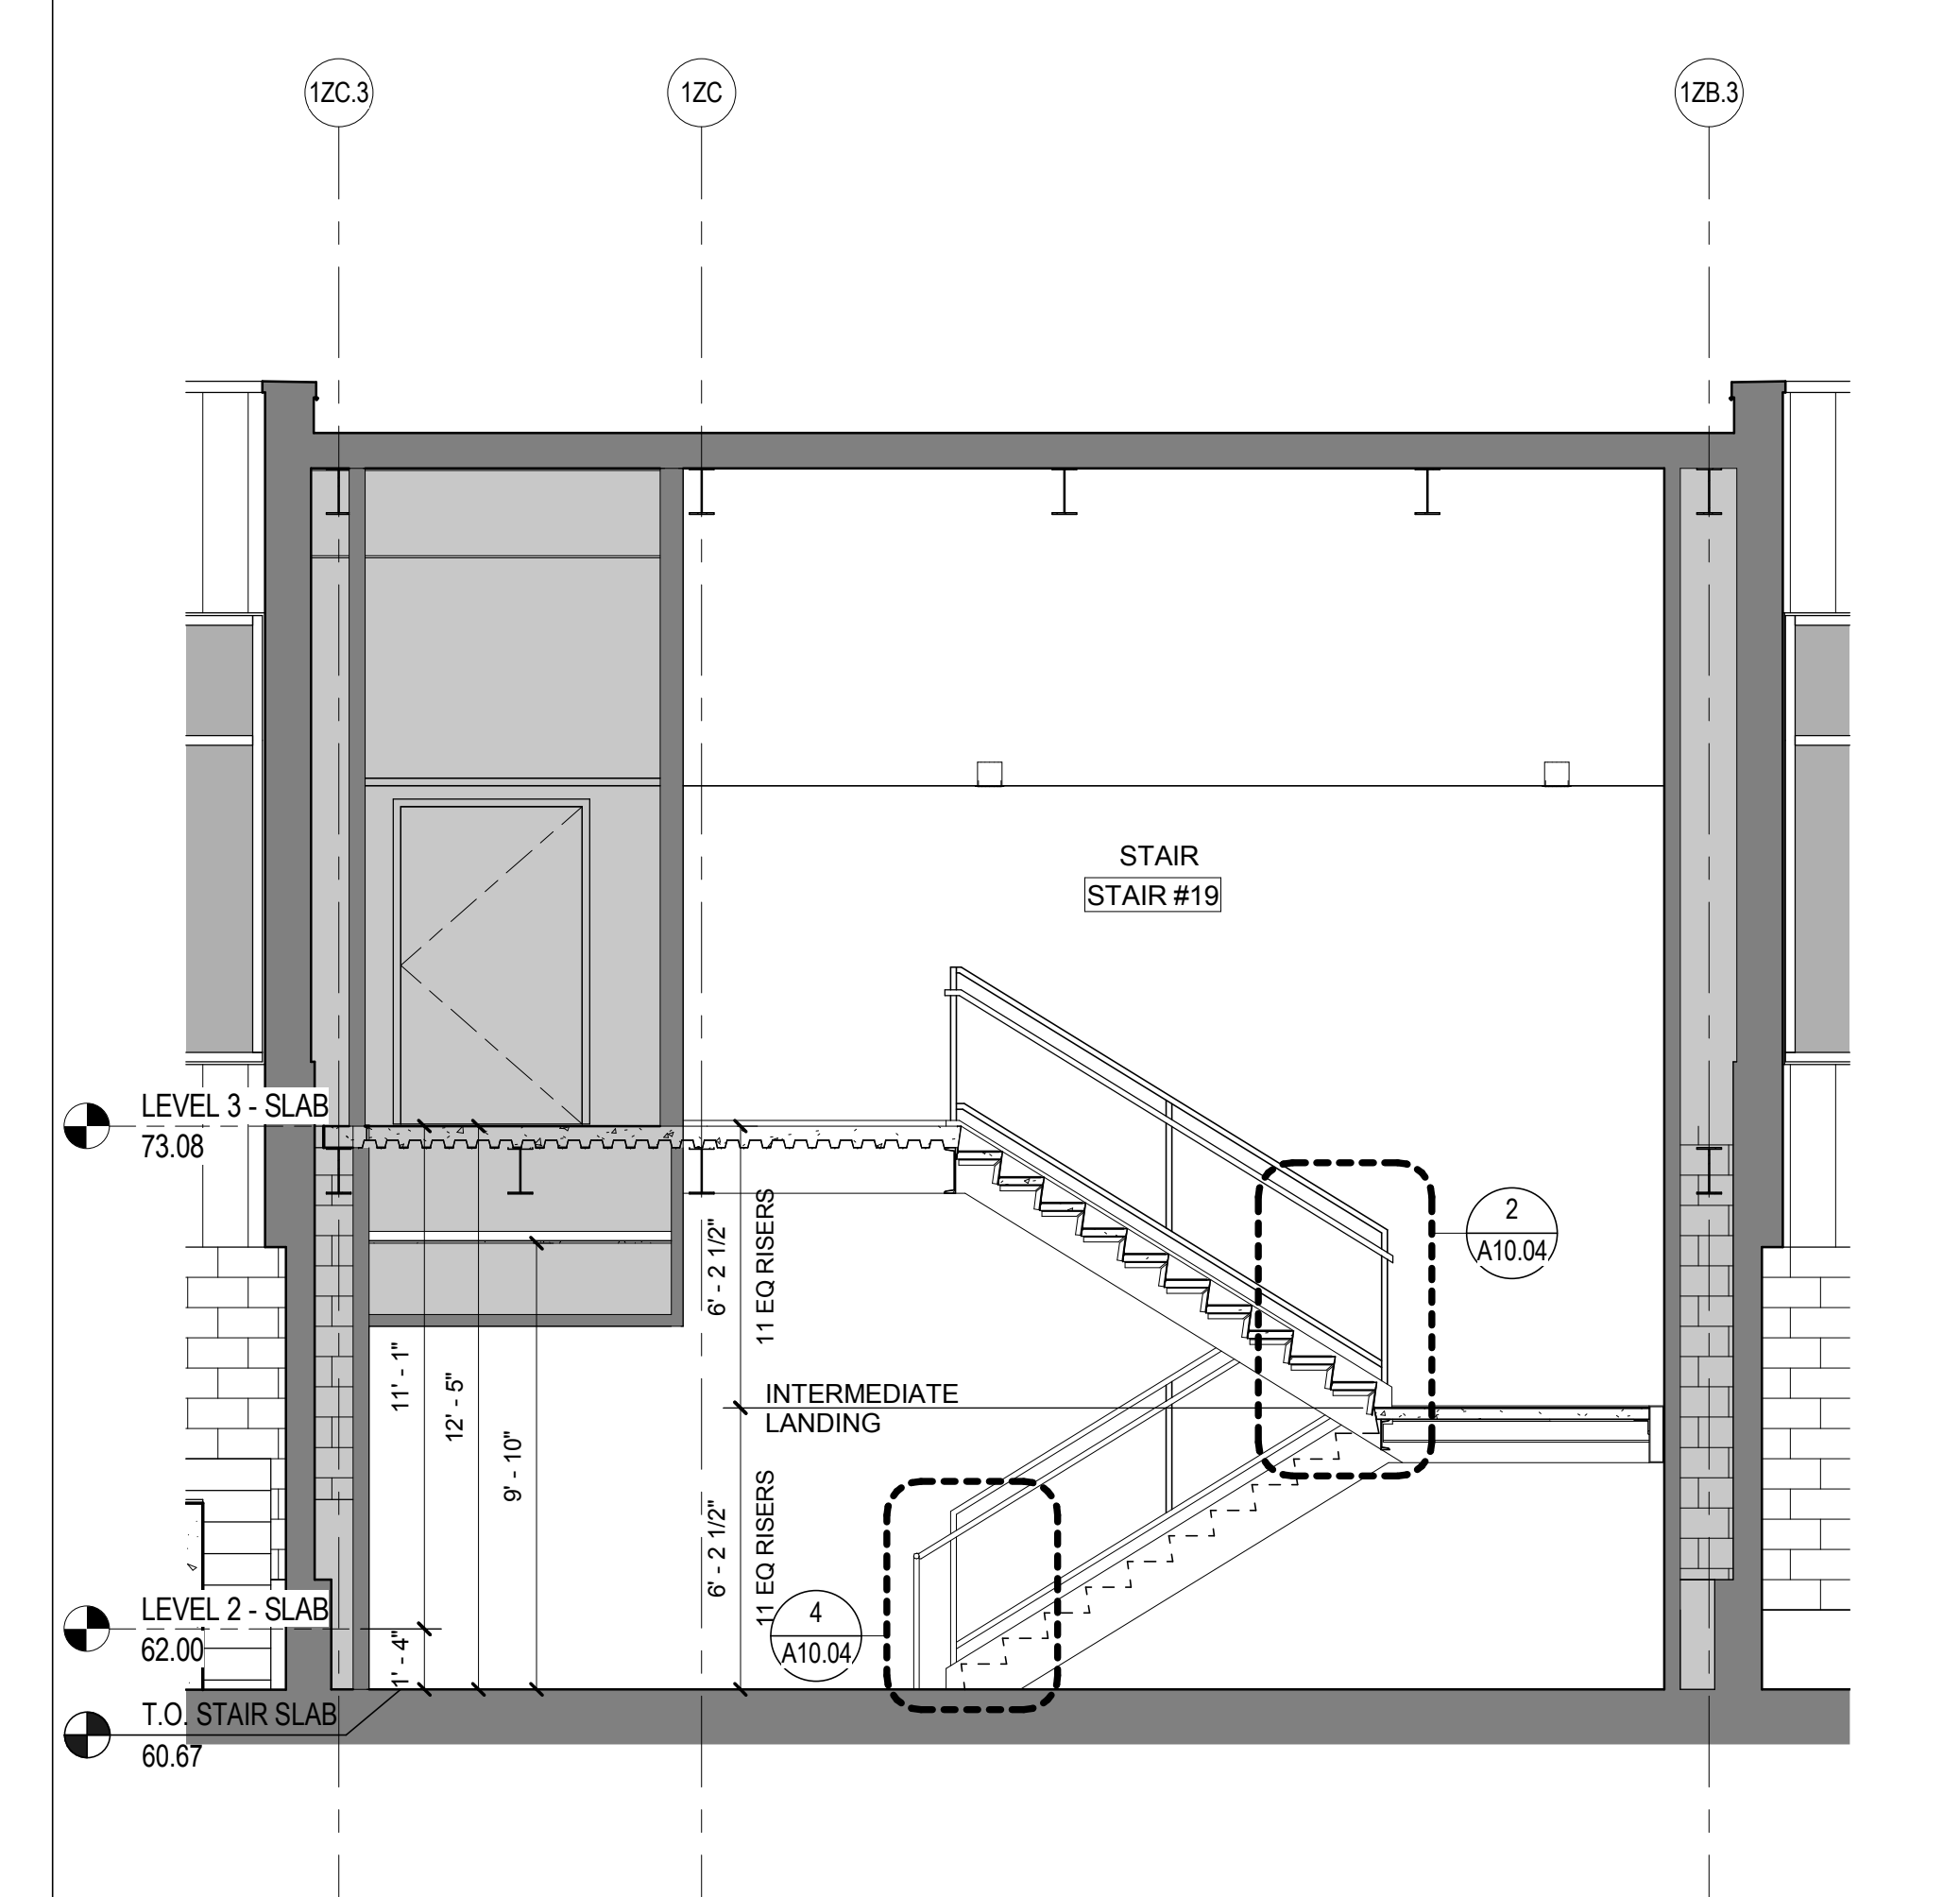 1ZC.3
1ZC
1ZB.3
STAIR
STAIR #19
LEVEL 3 - SLAB
73.08
6' - 2 1/2"
11 EQ RISERS
2
A10.04
11' - 1"
12' - 5"
9' - 10"
INTERMEDIATE
LANDING
6' - 2 1/2"
11 EQ RISERS
4
A10.04
LEVEL 2 - SLAB
62.00
1' - 4"
T.O. STAIR SLAB
60.67